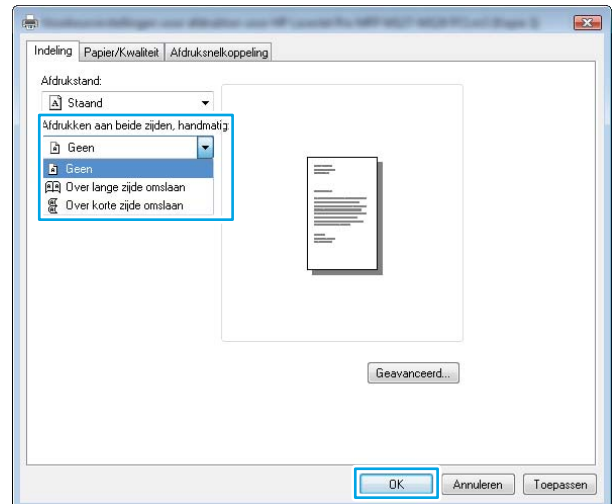 Indeling Papier/Kwaliteit Afdruksnelkoppeling
Afdrukstand:
Staand
Afdrukken aan beide zijden, handmatig:
Geen
Geen
Over lange zijde omslaan
Over korte zijde omslaan
Geavanceerd...
OK Annuleren Toepassen